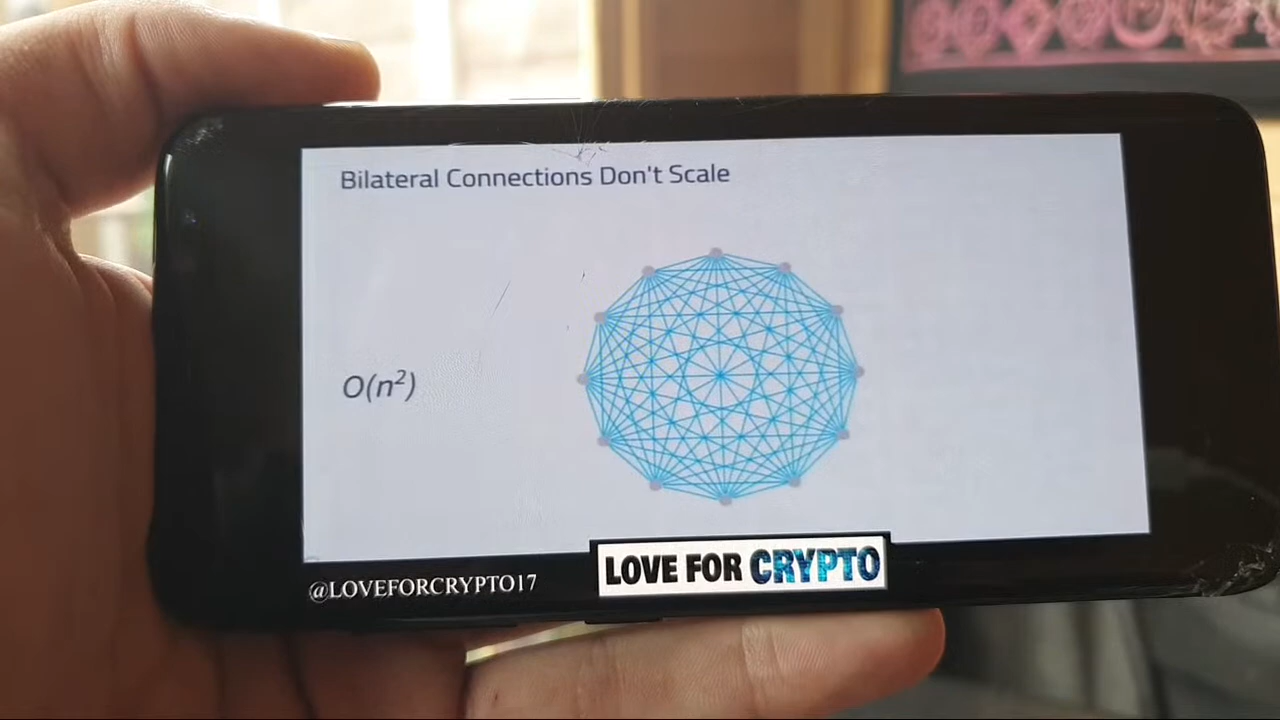 Bilateral Connections Don't Scale
O(n²)
LOVE FOR CRYPTO
@LOVEFORCRYPTO17